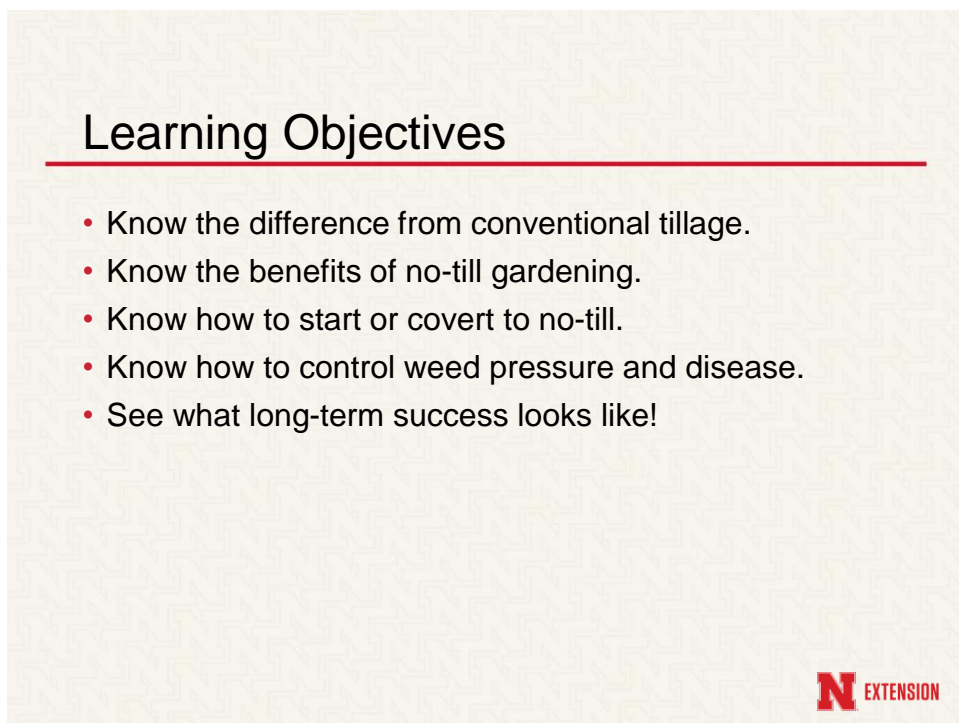 Learning Objectives
• Know the difference from conventional tillage.
• Know the benefits of no-till gardening.
• Know how to start or covert to no-till.
• Know how to control weed pressure and disease.
• See what long-term success looks like!
N EXTENSION